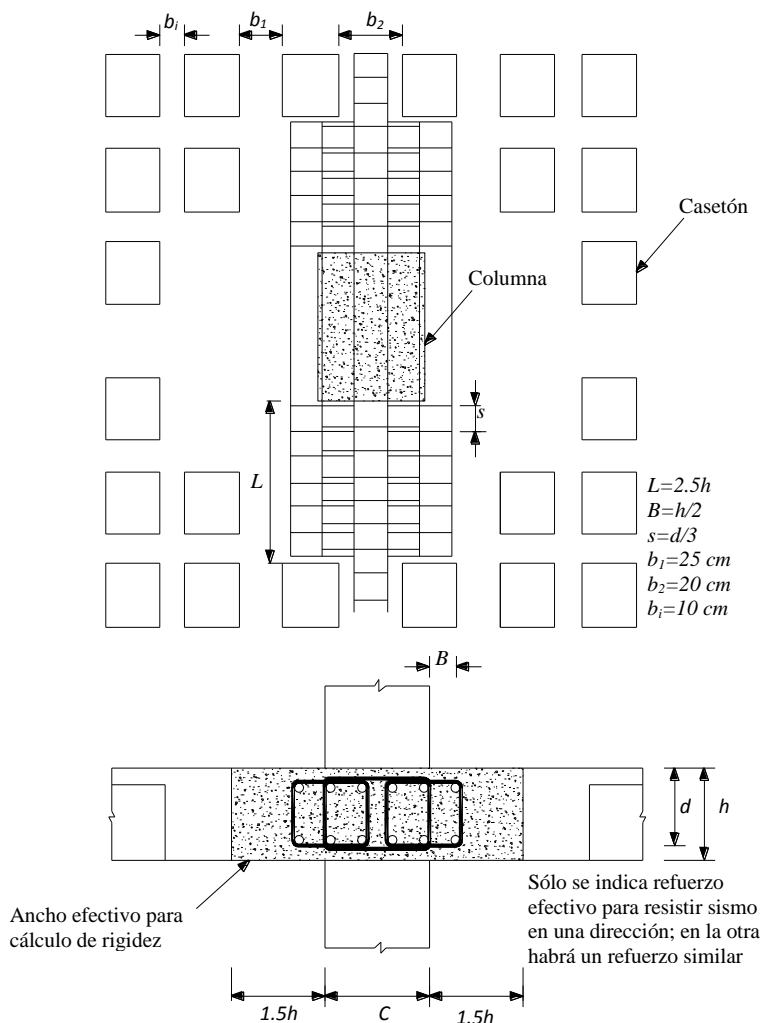 bi b1 b2
Casetón
Columna
s
L
L=2.5h
B=h/2
s=d/3
b1=25 cm
b2=20 cm
bi=10 cm
B
d h
Ancho efectivo para
cálculo de rigidez
Sólo se indica refuerzo
efectivo para resistir sismo
en una dirección; en la otra
habrá un refuerzo similar
1.5h C 1.5h